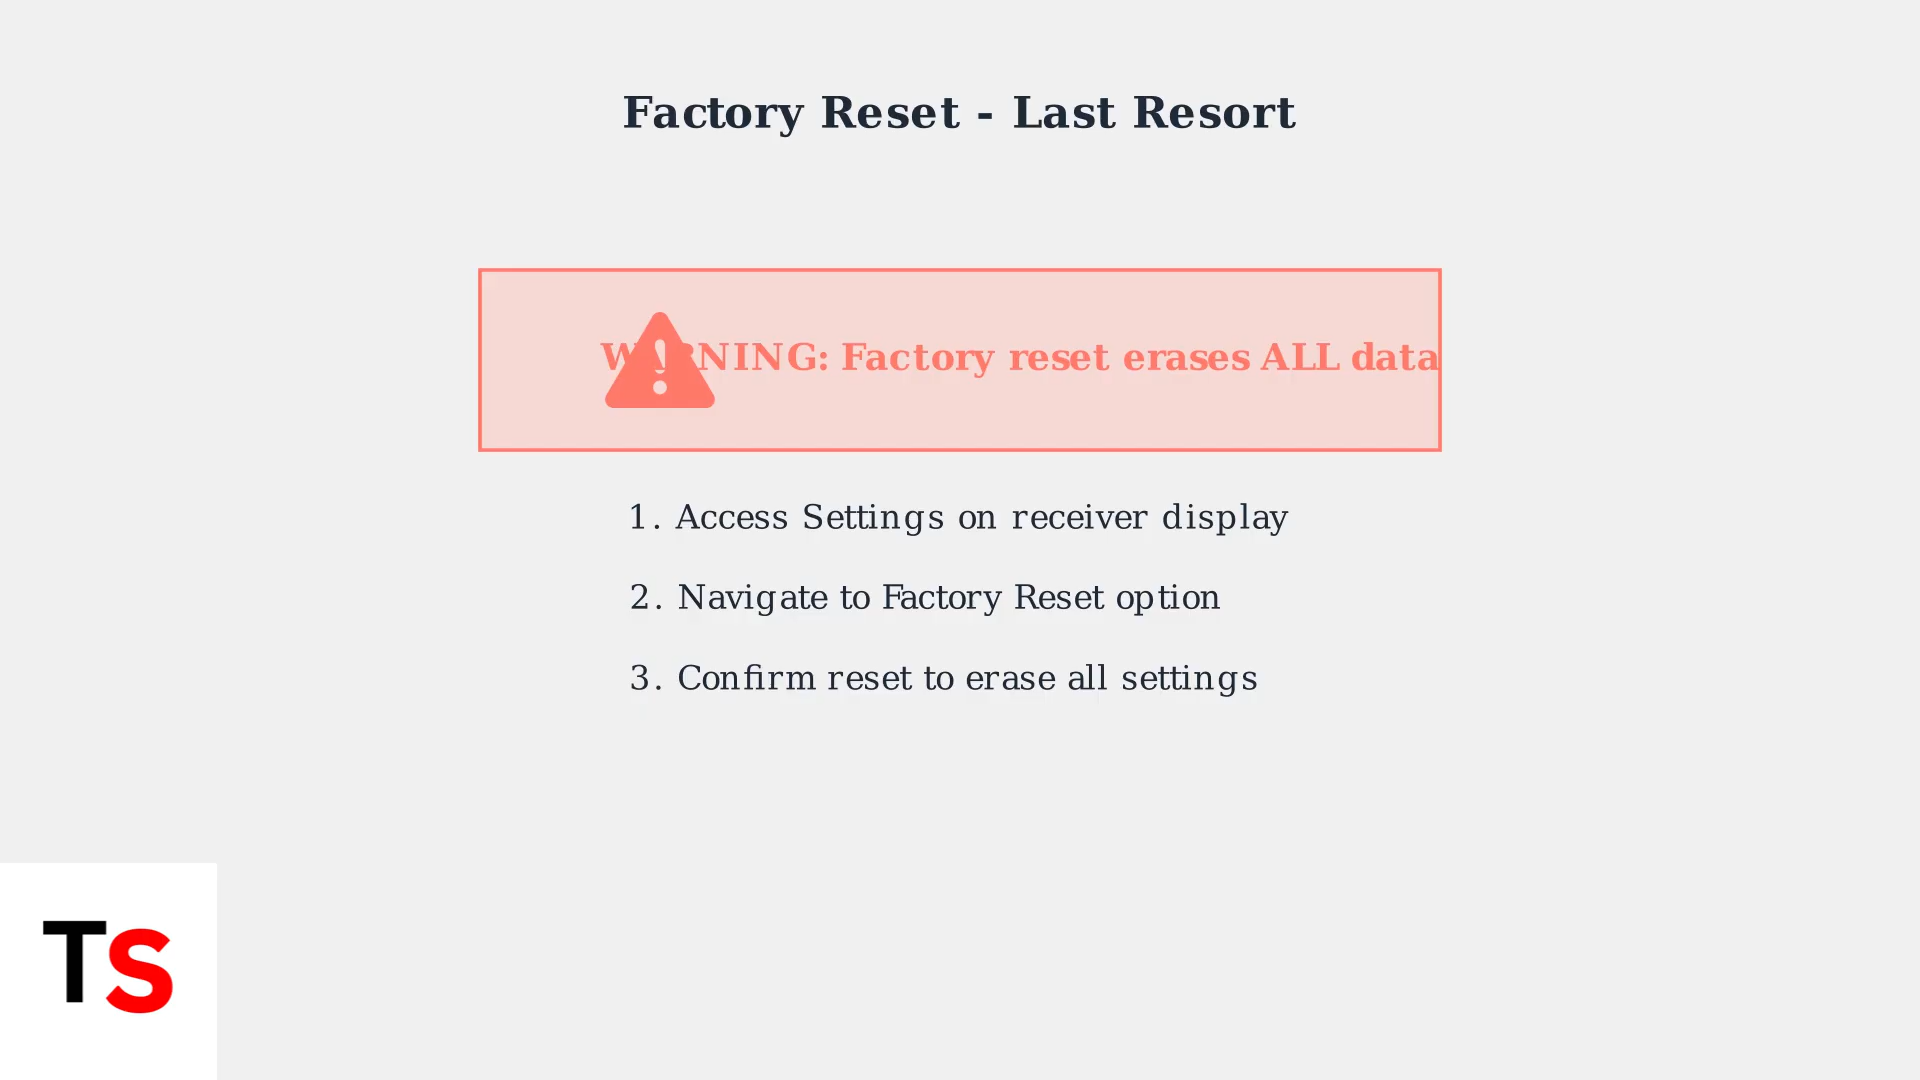 Factory Reset - Last Resort
WARNING: Factory reset erases ALL data
1. Access Settings on receiver display
2. Navigate to Factory Reset option
3. Confirm reset to erase all settings
TS